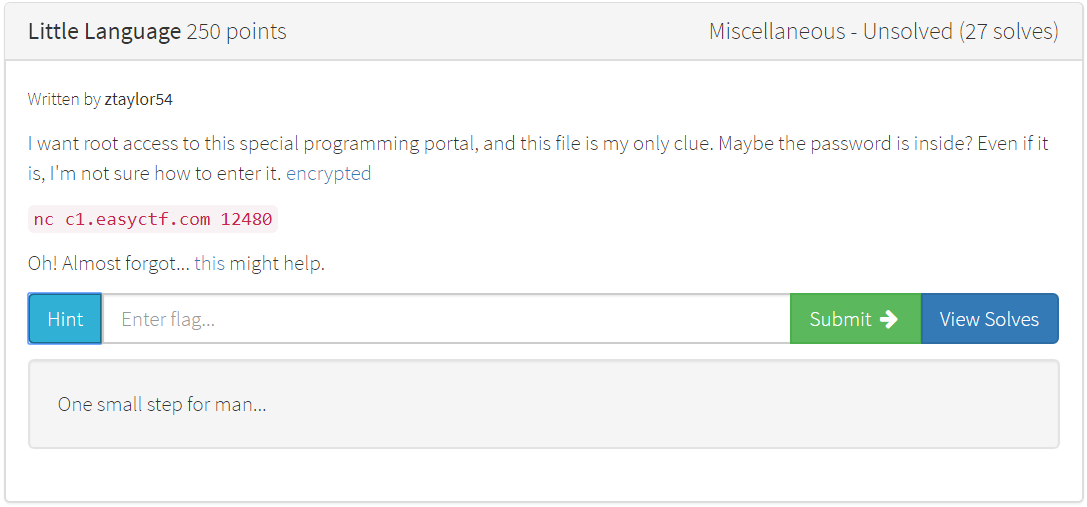 Little Language 250 points
Miscellaneous - Unsolved (27 solves)
Written by ztaylor54
I want root access to this special programming portal, and this file is my only clue. Maybe the password is inside? Even if it
is, I'm not sure how to enter it. encrypted
nc c1.easyctf.com 12480
Oh! Almost forgot... this might help.
Hint
Enter flag...
Submit →
View Solves
One small step for man...